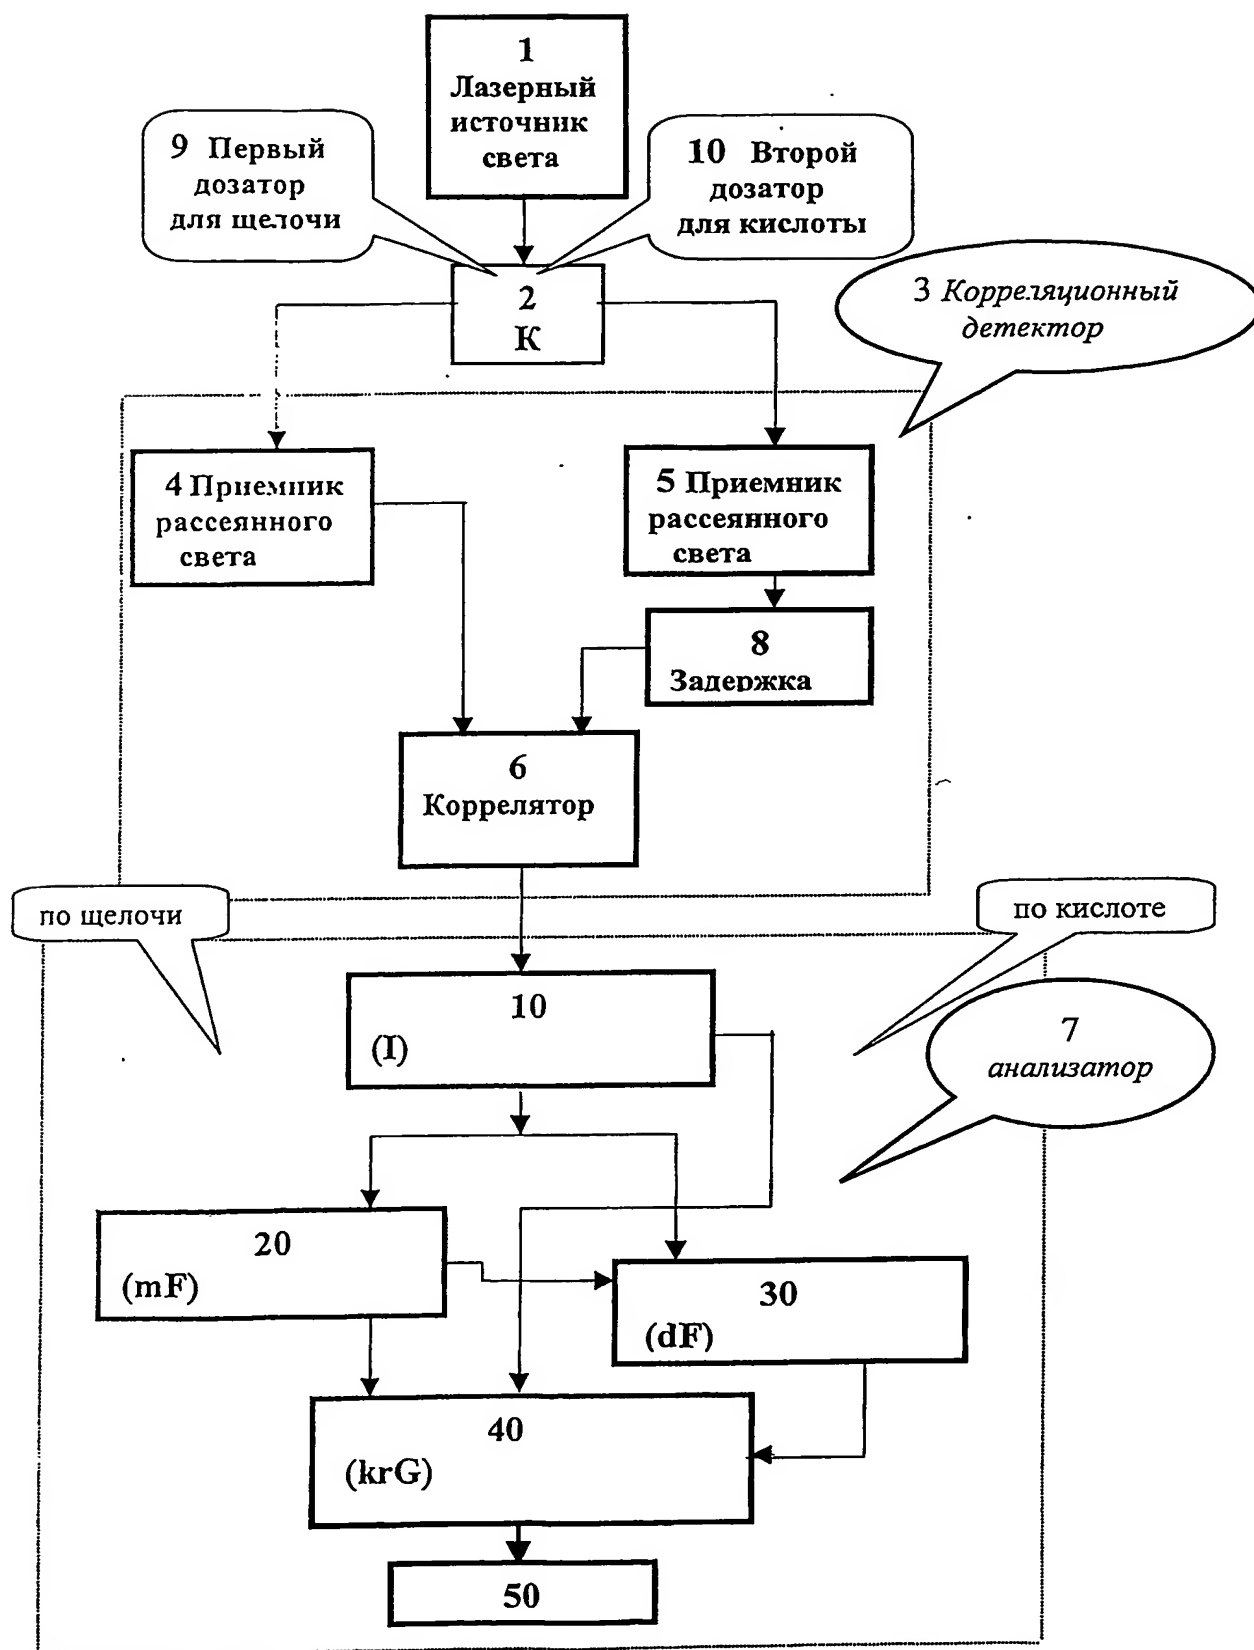 1
Лазерный
источник
света
9 Первый
дозатор
для щелочи
10 Второй
дозатор
для кислоты
2
К
3 Корреляционный
детектор
4 Приемник
рассеянного
света
5 Приемник
рассеянного
света
8
Задержка
6
Коррелятор
по щелочи
по кислоте
10
(I)
7
анализатор
20
(mF)
30
(dF)
40
(krG)
50